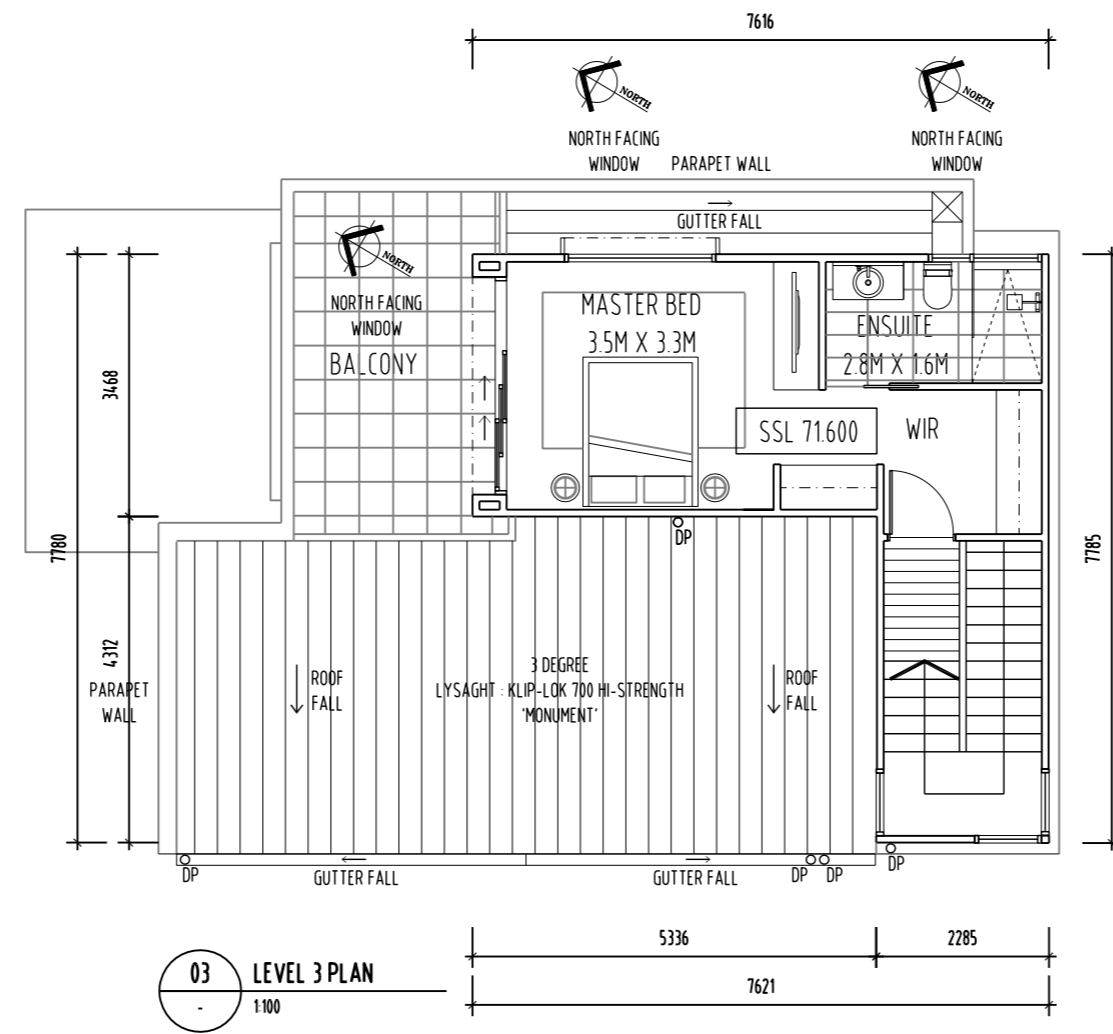 7616
NORTH
NORTH
NORTH FACING
WINDOW
PARAPET WALL
NORTH FACING
WINDOW
GUTTER FALL
NORTH
NORTH FACING
WINDOW
BALCONY
MASTER BED
3.5M X 3.3M
ENSUITE
2.8M X 1.6M
3468
SSL 71.600
WIR
DP
7780
7785
4312
PARAPET
WALL
ROOF
FALL
3 DEGREE
LYSAGHT : KLIP-LOK 700 HI-STRENGTH
'MONUMENT'
ROOF
FALL
DP
GUTTER FALL
GUTTER FALL
DP
DP
DP
5336
2285
7621
03
LEVEL 3 PLAN
-
1:100